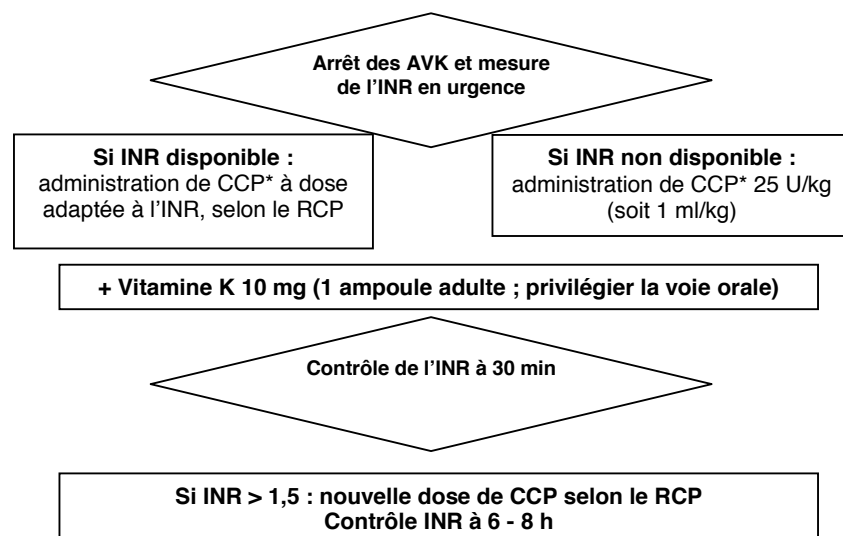 Arrêt des AVK et mesure
de l’INR en urgence
Si INR disponible :
administration de CCP* à dose
adaptée à l’INR, selon le RCP
Si INR non disponible :
administration de CCP* 25 U/kg
(soit 1 ml/kg)
+ Vitamine K 10 mg (1 ampoule adulte ; privilégier la voie orale)
Contrôle de l’INR à 30 min
Si INR > 1,5 : nouvelle dose de CCP selon le RCP
Contrôle INR à 6 - 8 h